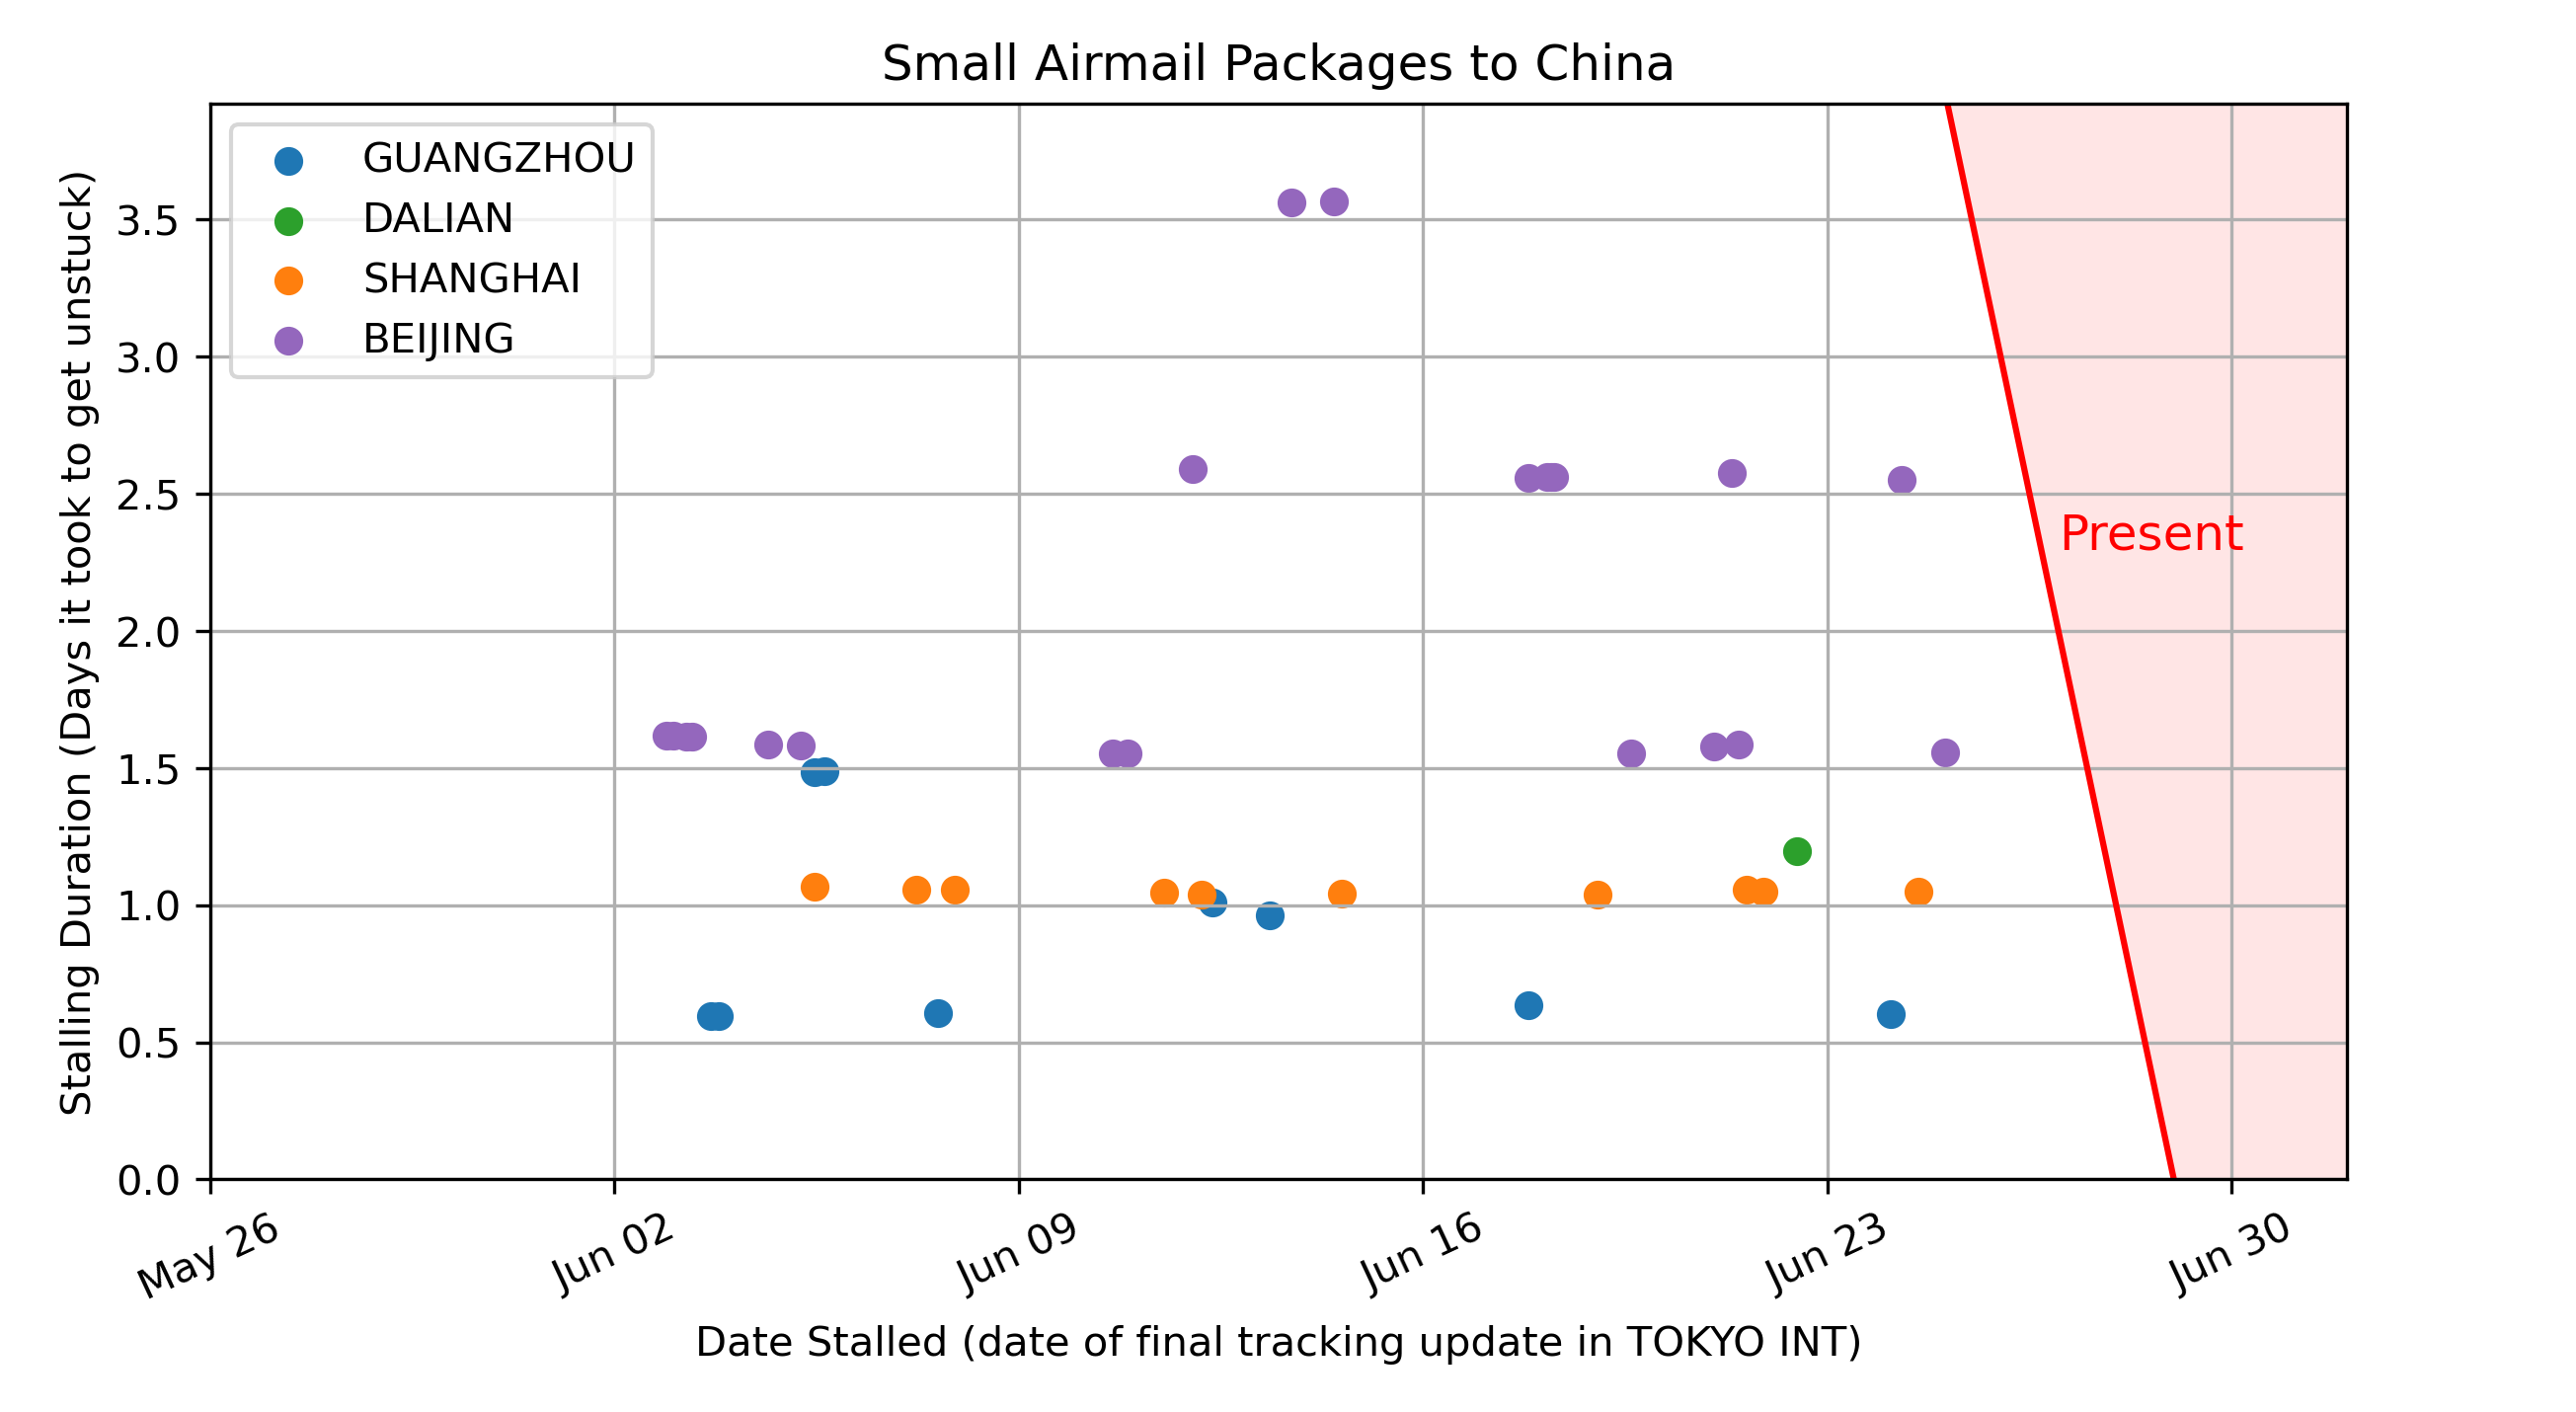 Small Airmail Packages to China
GUANGZHOU
DALIAN
SHANGHAI
BEIJING
Stalling Duration (Days it took to get unstuck)
3.5
3.0
2.5
2.0
1.5
1.0
0.5
0.0
Present
May 26
Jun 02
Jun 09
Jun 16
Jun 23
Jun 30
Date Stalled (date of final tracking update in TOKYO INT)